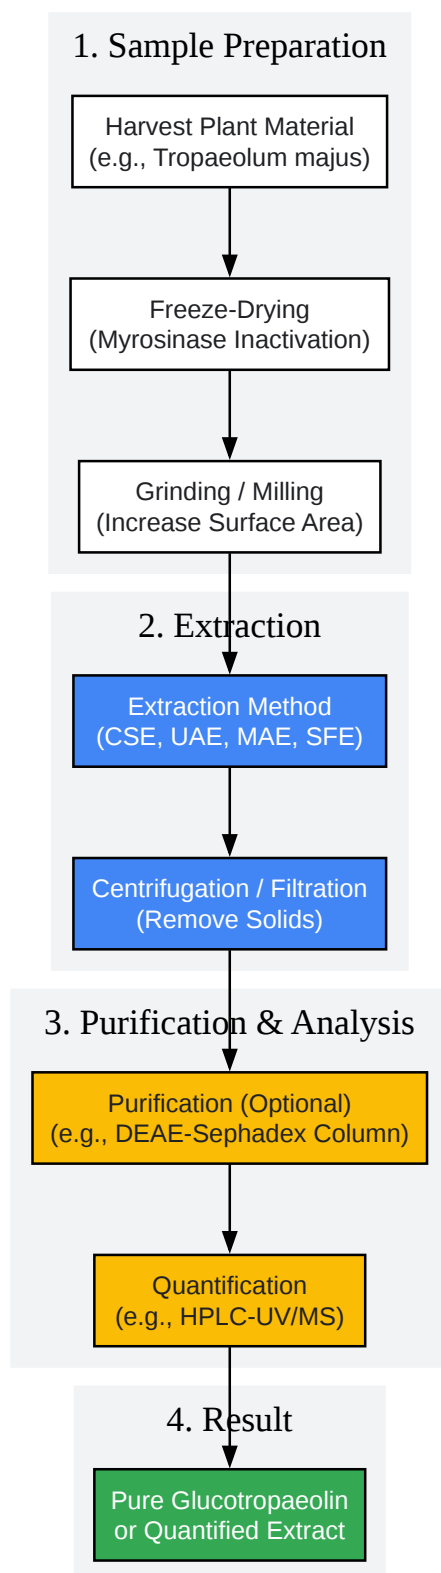 1. Sample Preparation
Harvest Plant Material
(e.g., Tropaeolum majus)
Freeze-Drying
(Myrosinase Inactivation)
Grinding / Milling
(Increase Surface Area)
2. Extraction
Extraction Method
(CSE, UAE, MAE, SFE)
Centrifugation / Filtration
(Remove Solids)
3. Purification & Analysis
Purification (Optional)
(e.g., DEAE-Sephadex Column)
Quantification
(e.g., HPLC-UV/MS)
4. Result
Pure Glucotropaeolin
or Quantified Extract